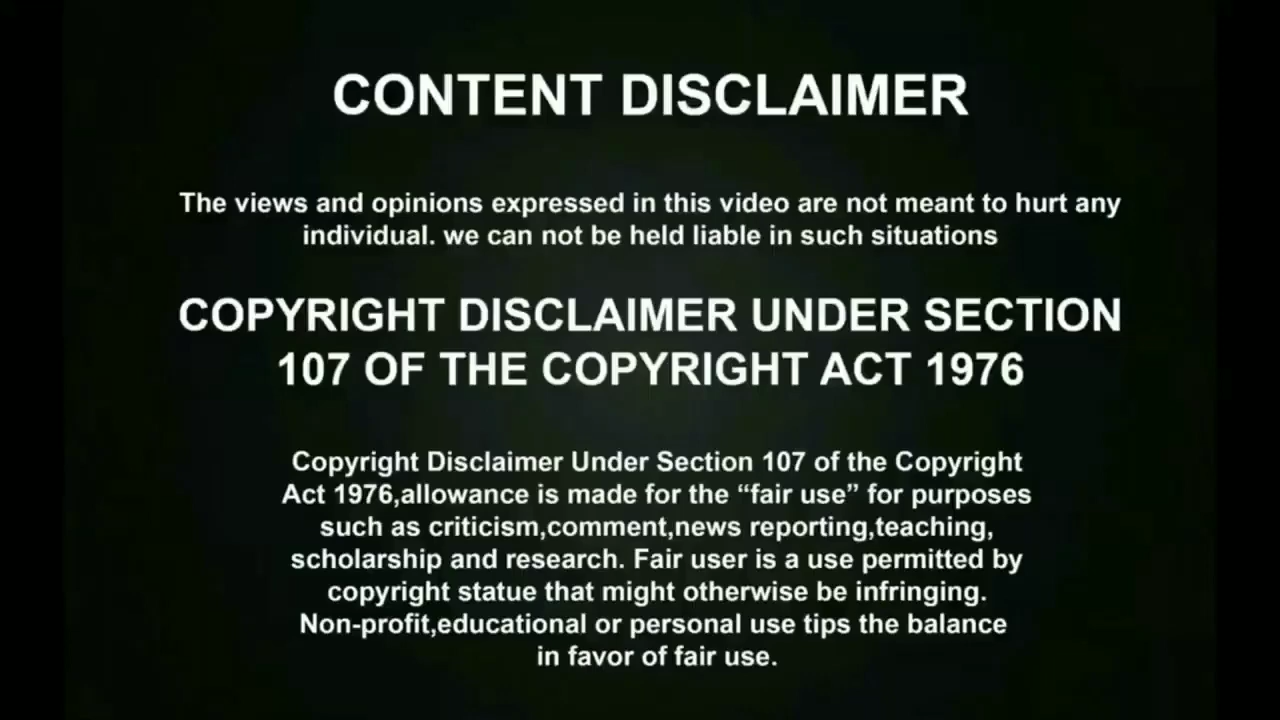 CONTENT DISCLAIMER
The views and opinions expressed in this video are not meant to hurt any
individual. we can not be held liable in such situations
COPYRIGHT DISCLAIMER UNDER SECTION
107 OF THE COPYRIGHT ACT 1976
Copyright Disclaimer Under Section 107 of the Copyright
Act 1976,allowance is made for the “fair use” for purposes
such as criticism,comment,news reporting,teaching,
scholarship and research. Fair user is a use permitted by
copyright statue that might otherwise be infringing.
Non-profit,educational or personal use tips the balance
in favor of fair use.